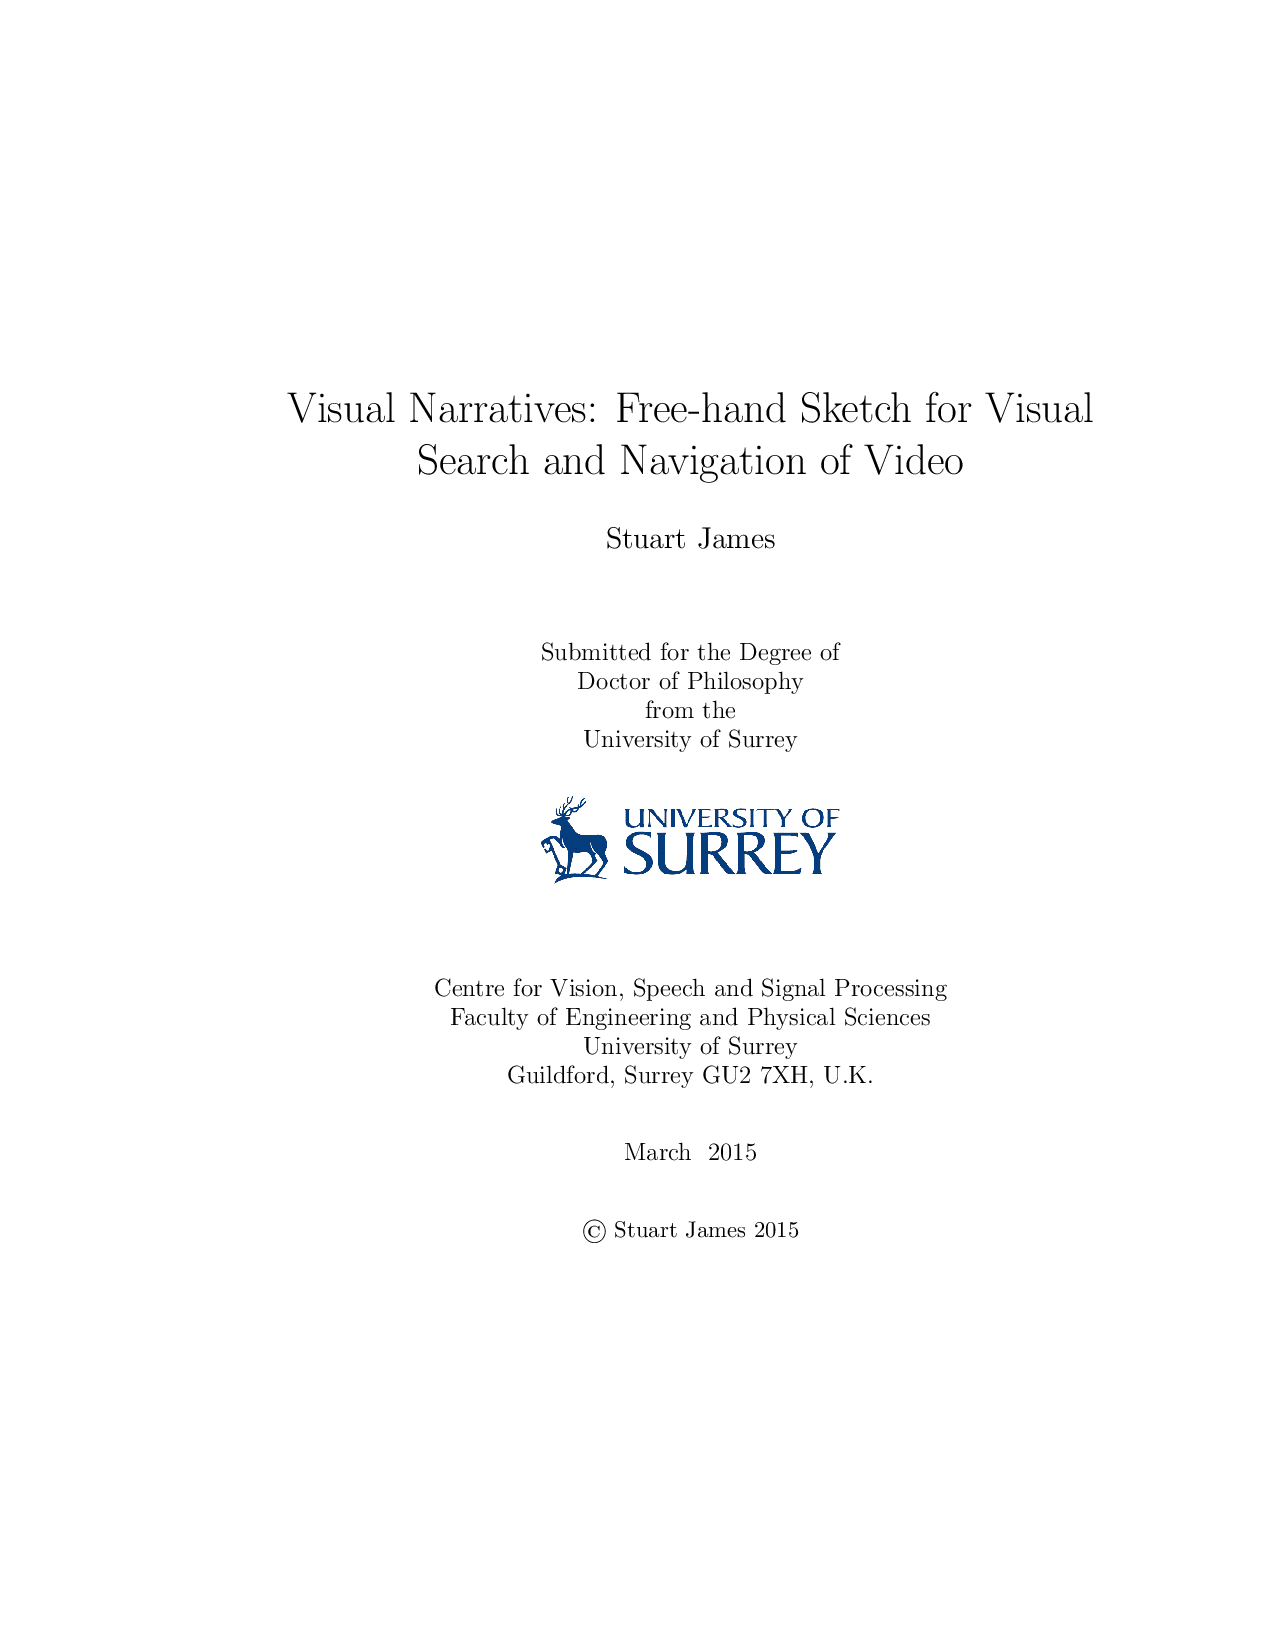 Visual Narratives: Free-hand Sketch for Visual
Search and Navigation of Video
Stuart James
Submitted for the Degree of
Doctor of Philosophy
from the
University of Surrey
UNIVERSITY OF
SURREY
Centre for Vision, Speech and Signal Processing
Faculty of Engineering and Physical Sciences
University of Surrey
Guildford, Surrey GU2 7XH, U.K.
March 2015
© Stuart James 2015